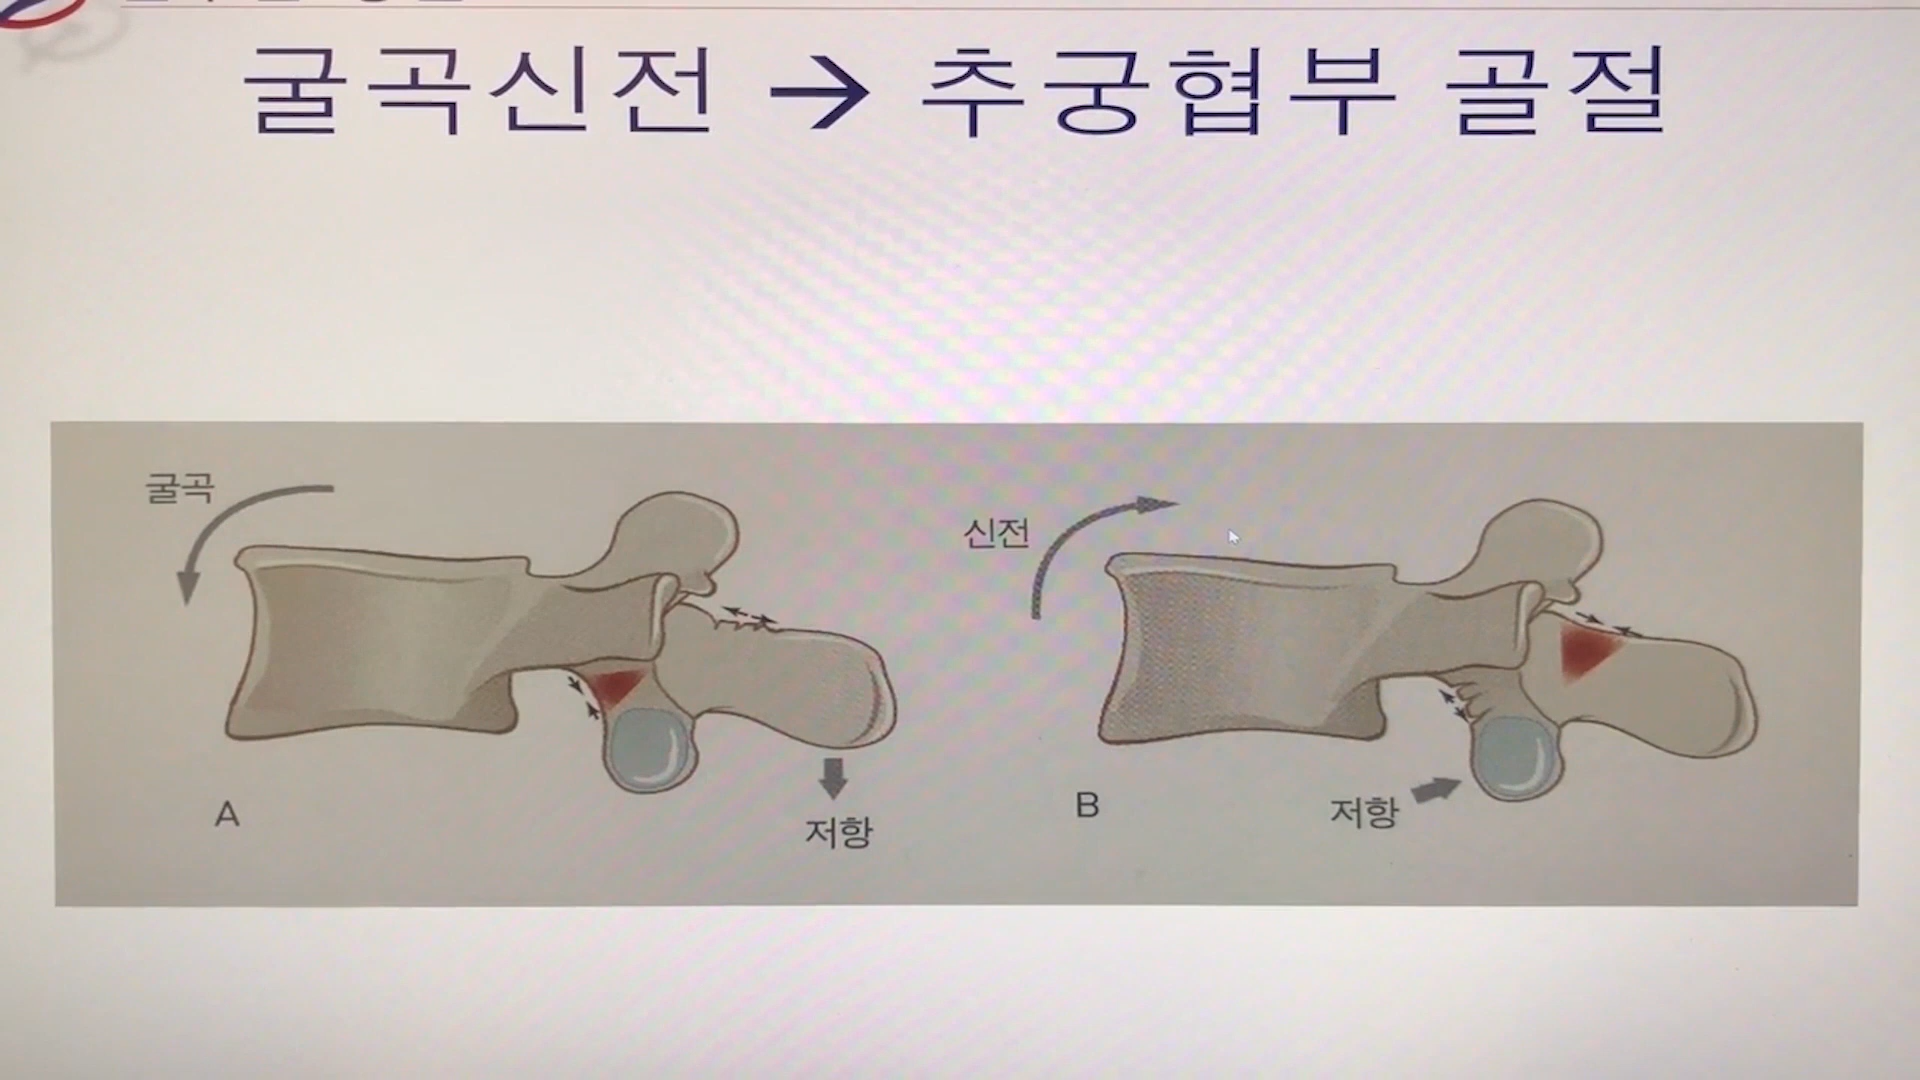 굴곡신전 → 추궁협부 골절
굴곡
신전
A
저항
B
저항